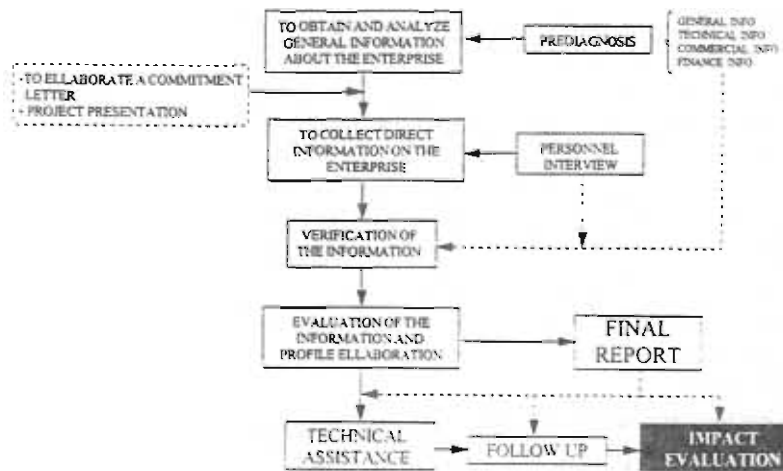 TO OBTAIN AND ANALYZE
GENERAL INFORMATION
ABOUT THE ENTERPRISE
PREDIAGNOSIS
GENERAL INFO
TECHNICAL INFO
COMMERCIAL INFO
FINANCE INFO
-TO ELLABORATE A COMMITMENT
LETTER
- PROJECT PRESENTATION
TO COLLECT DIRECT
INFORMATION ON THE
ENTERPRISE
PERSONNEL
INTERVIEW
VERIFICATION OF
THE INFORMATION
EVALUATION OF THE
INFORMATION AND
PROFILE ELLABORATION
FINAL
REPORT
TECHNICAL
ASSISTANCE
FOLLOW UP
IMPACT
EVALUATION